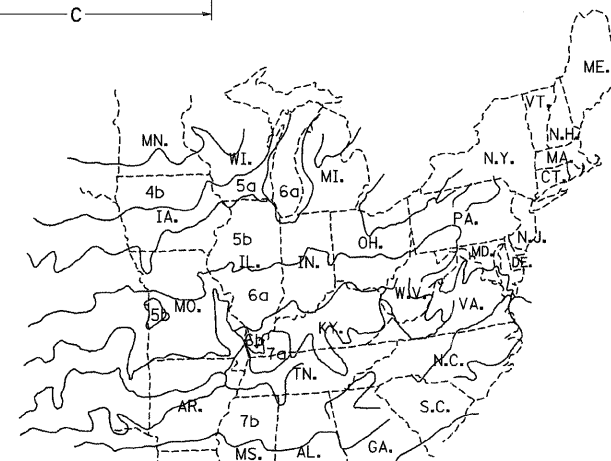 C
ME.
VT.
N.H.
MN.
WI.
N.Y.
MA.
CT.
MI.
4b
5a
6a
IA.
PA.
5b
OH.
N.J.
MD.
DE.
IL.
IN.
6a
W.V.
VA.
MO.
5b
KY.
6b
7a
N.C.
TN.
AR.
S.C.
7b
MS.
AL.
GA.